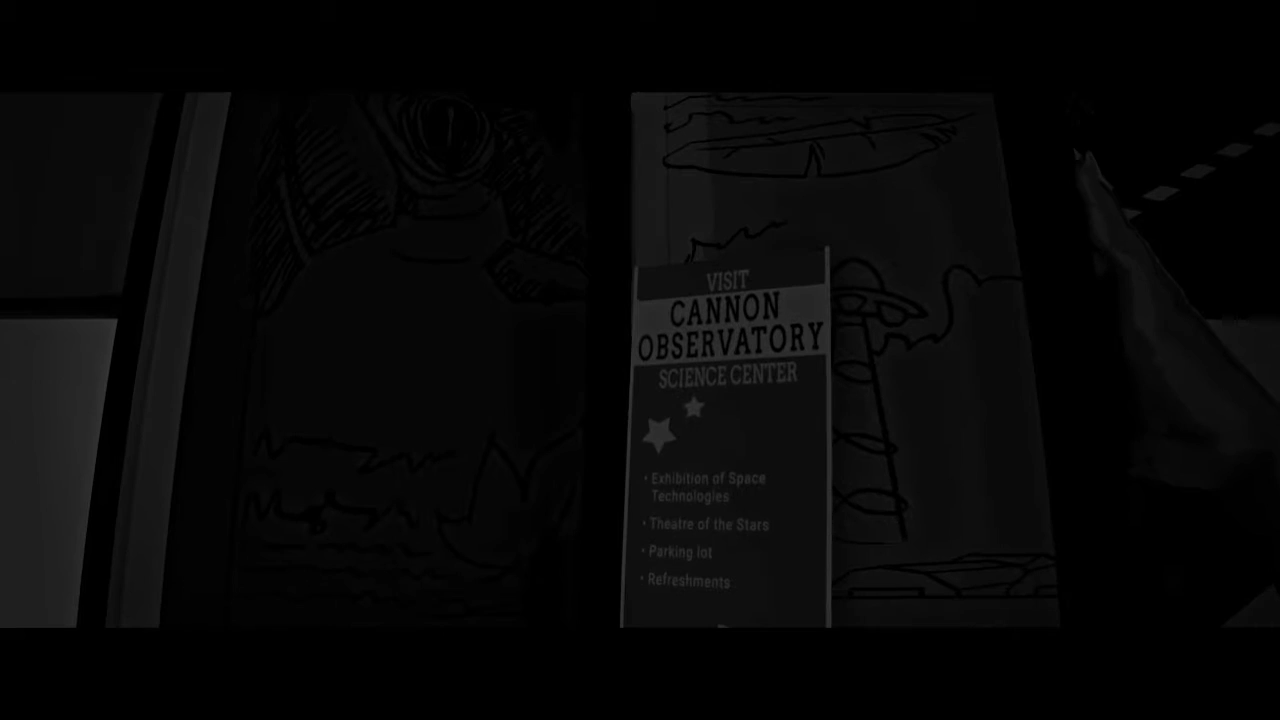 VISIT
CANNON
OBSERVATORY
SCIENCE CENTER
• Exhibition of Space
Technologies
• Theatre of the Stars
• Parking lot
• Refreshments